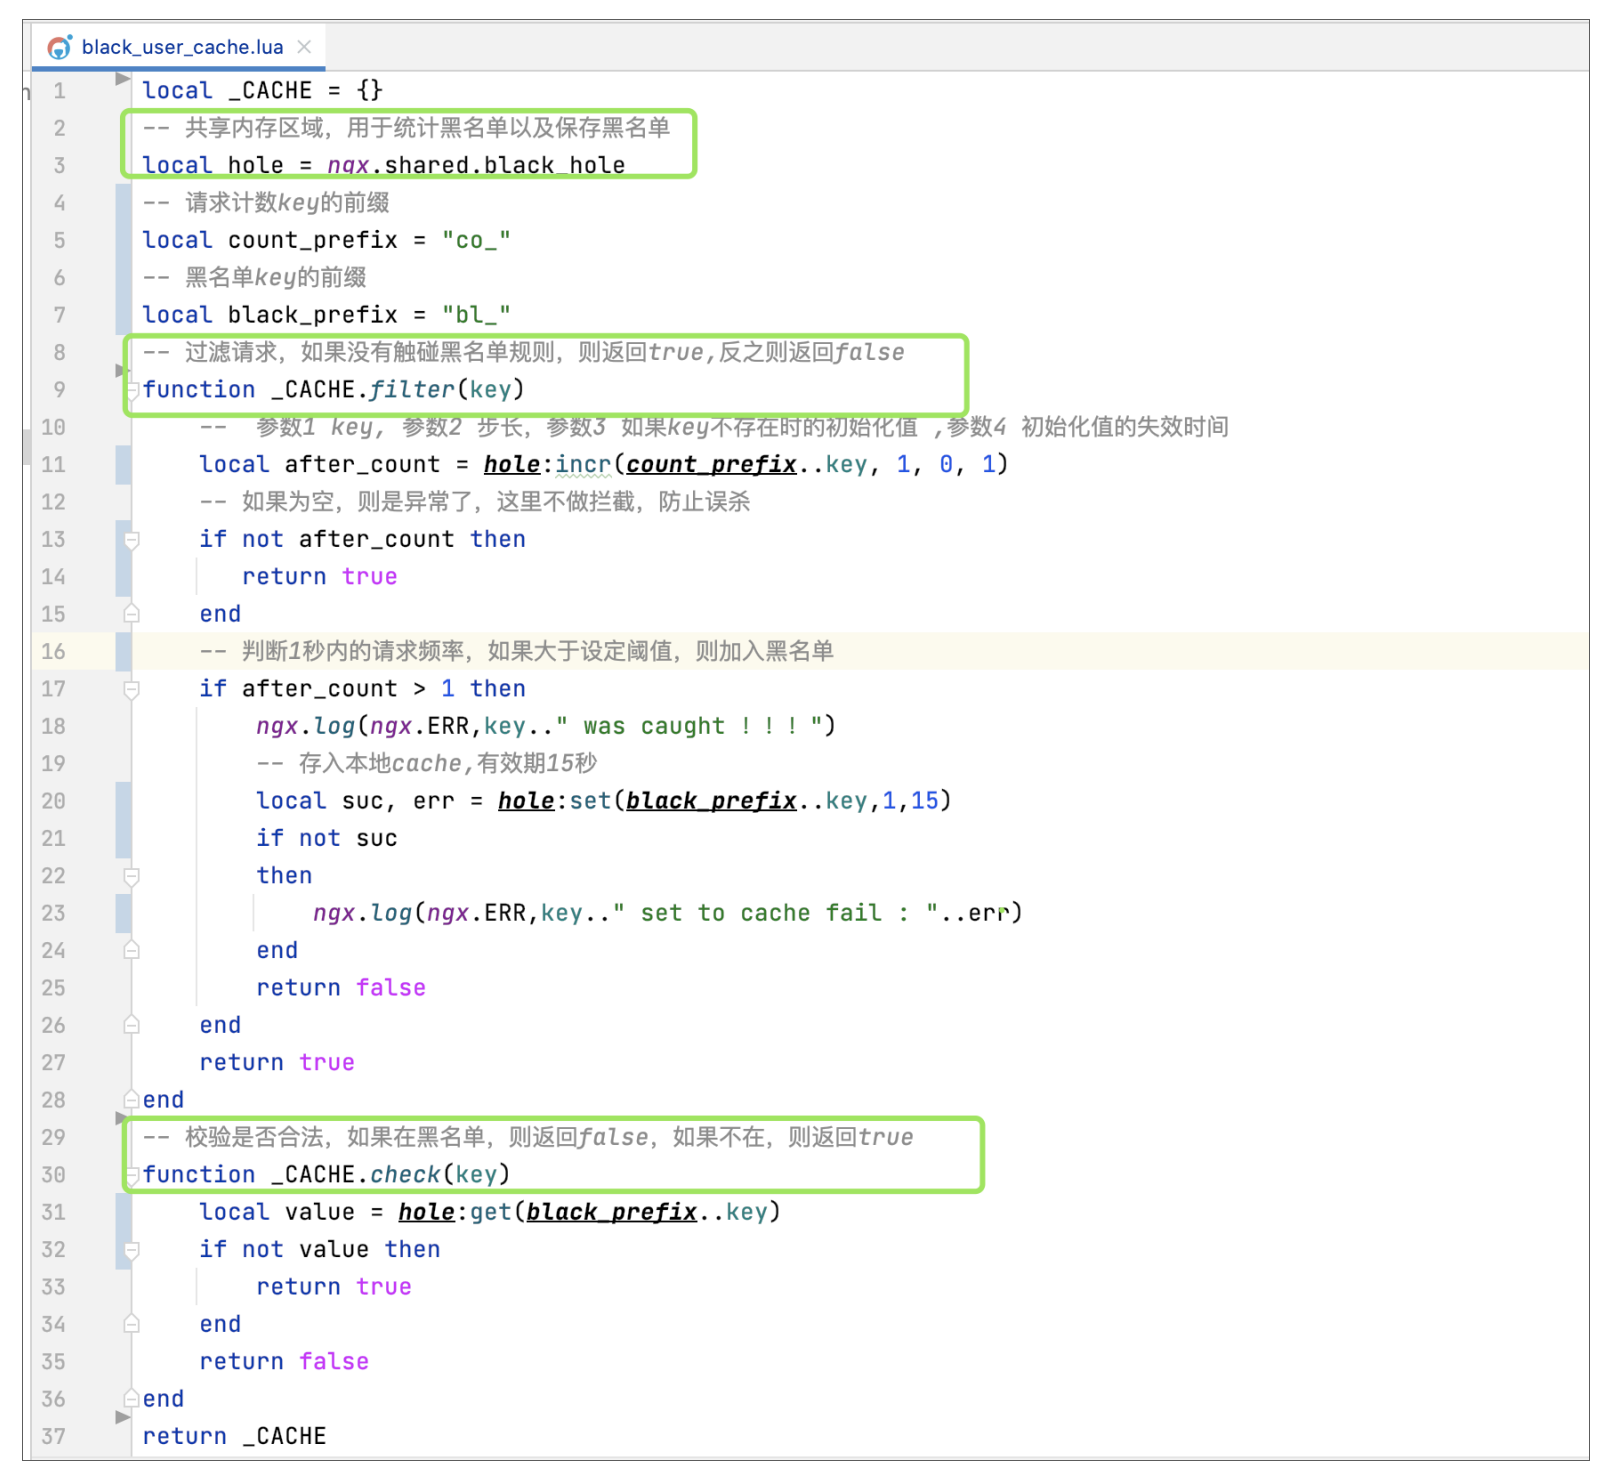 black_user_cache.lua
1 local _CACHE = {}
2 -- 共享内存区域，用于统计黑名单以及保存黑名单
3 local hole = ngx.shared.black_hole
4 -- 请求计数key的前缀
5 local count_prefix = "co_"
6 -- 黑名单key的前缀
7 local black_prefix = "bl_"
8 -- 过滤请求，如果没有触碰黑名单规则，则返回true,反之则返回false
9 function _CACHE.filter(key)
10 --  参数1 key, 参数2 步长，参数3 如果key不存在时的初始化值 ,参数4 初始化值的失效时间
11 local after_count = hole:incr(count_prefix..key, 1, 0, 1)
12 -- 如果为空，则是异常了，这里不做拦截，防止误杀
13 if not after_count then
14 return true
15 end
16 -- 判断1秒内的请求频率，如果大于设定阈值，则加入黑名单
17 if after_count > 1 then
18 ngx.log(ngx.ERR,key.." was caught ！！！")
19 -- 存入本地cache,有效期15秒
20 local suc, err = hole:set(black_prefix..key,1,15)
21 if not suc
22 then
23 ngx.log(ngx.ERR,key.." set to cache fail : "..err)
24 end
25 return false
26 end
27 return true
28 end
29 -- 校验是否合法，如果在黑名单，则返回false，如果不在，则返回true
30 function _CACHE.check(key)
31 local value = hole:get(black_prefix..key)
32 if not value then
33 return true
34 end
35 return false
36 end
37 return _CACHE